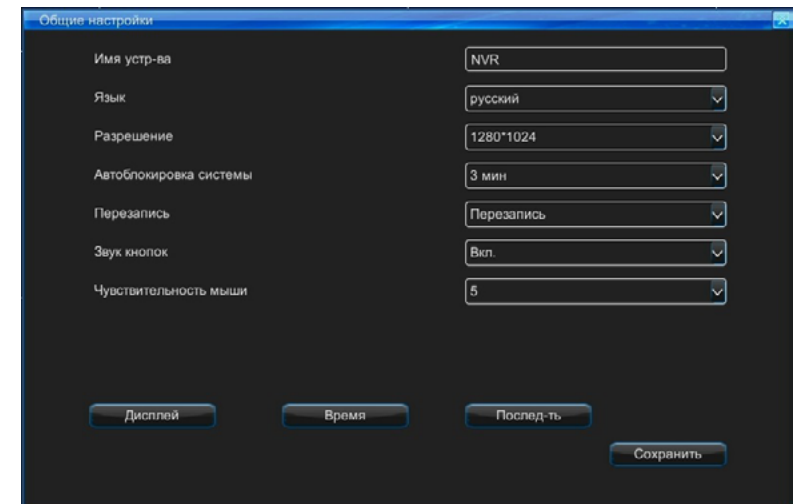 Общие настройки
Имя устр-ва NVR
Язык русский
Разрешение 1280*1024
Автоблокировка системы 3 мин
Перезапись Перезапись
Звук кнопок Вкл.
Чувствительность мыши 5
Дисплей Время Послед-ть
Сохранить